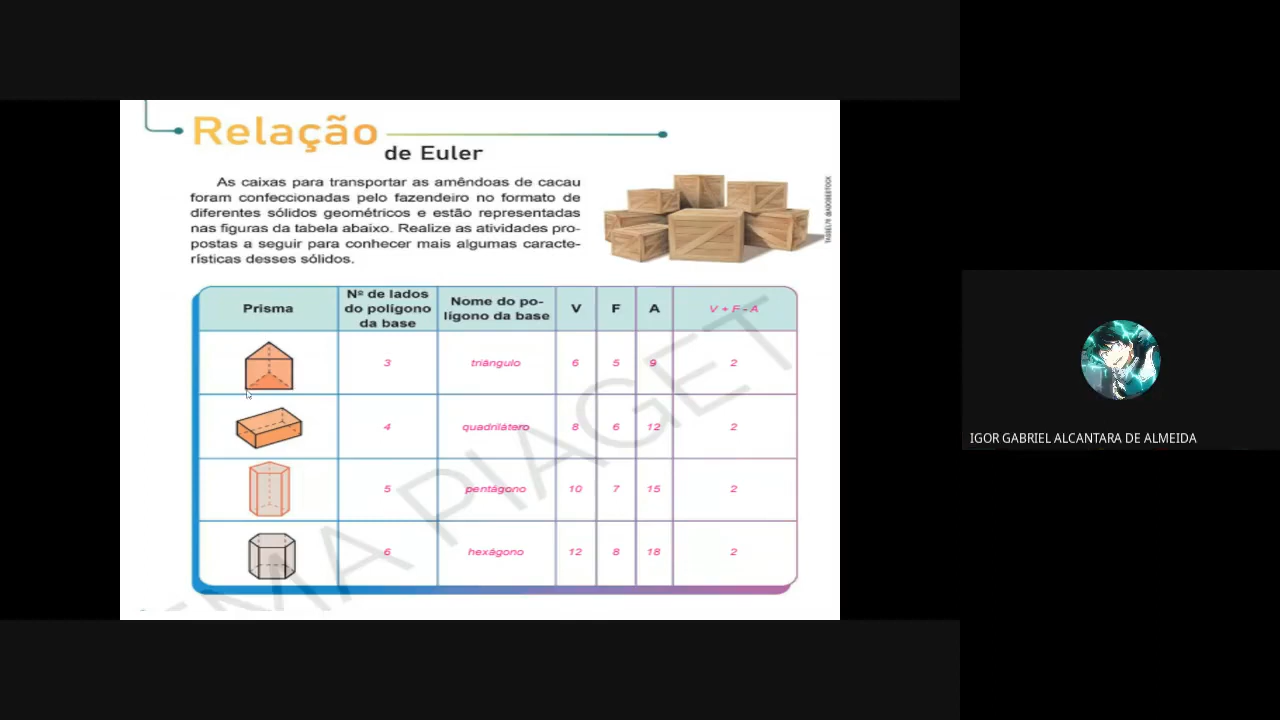 Relação
de Euler
As caixas para transportar as amêndoas de cacau
foram confeccionadas pelo fazendeiro no formato de
diferentes sólidos geométricos e estão representadas
nas figuras da tabela abaixo. Realize as atividades pro-
postas a seguir para conhecer mais algumas caracte-
rísticas desses sólidos.
TAIBEL76 @ADOBESTOCK
Prisma
Nº de lados
do polígono
da base
Nome do po-
lígono da base
V
F
A
V + F - A
3 triângulo 6 5 9 2
4 quadrilátero 8 6 12 2
5 pentágono 10 7 15 2
6 hexágono 12 8 18 2
EMA PIAGET
IGOR GABRIEL ALCANTARA DE ALMEIDA